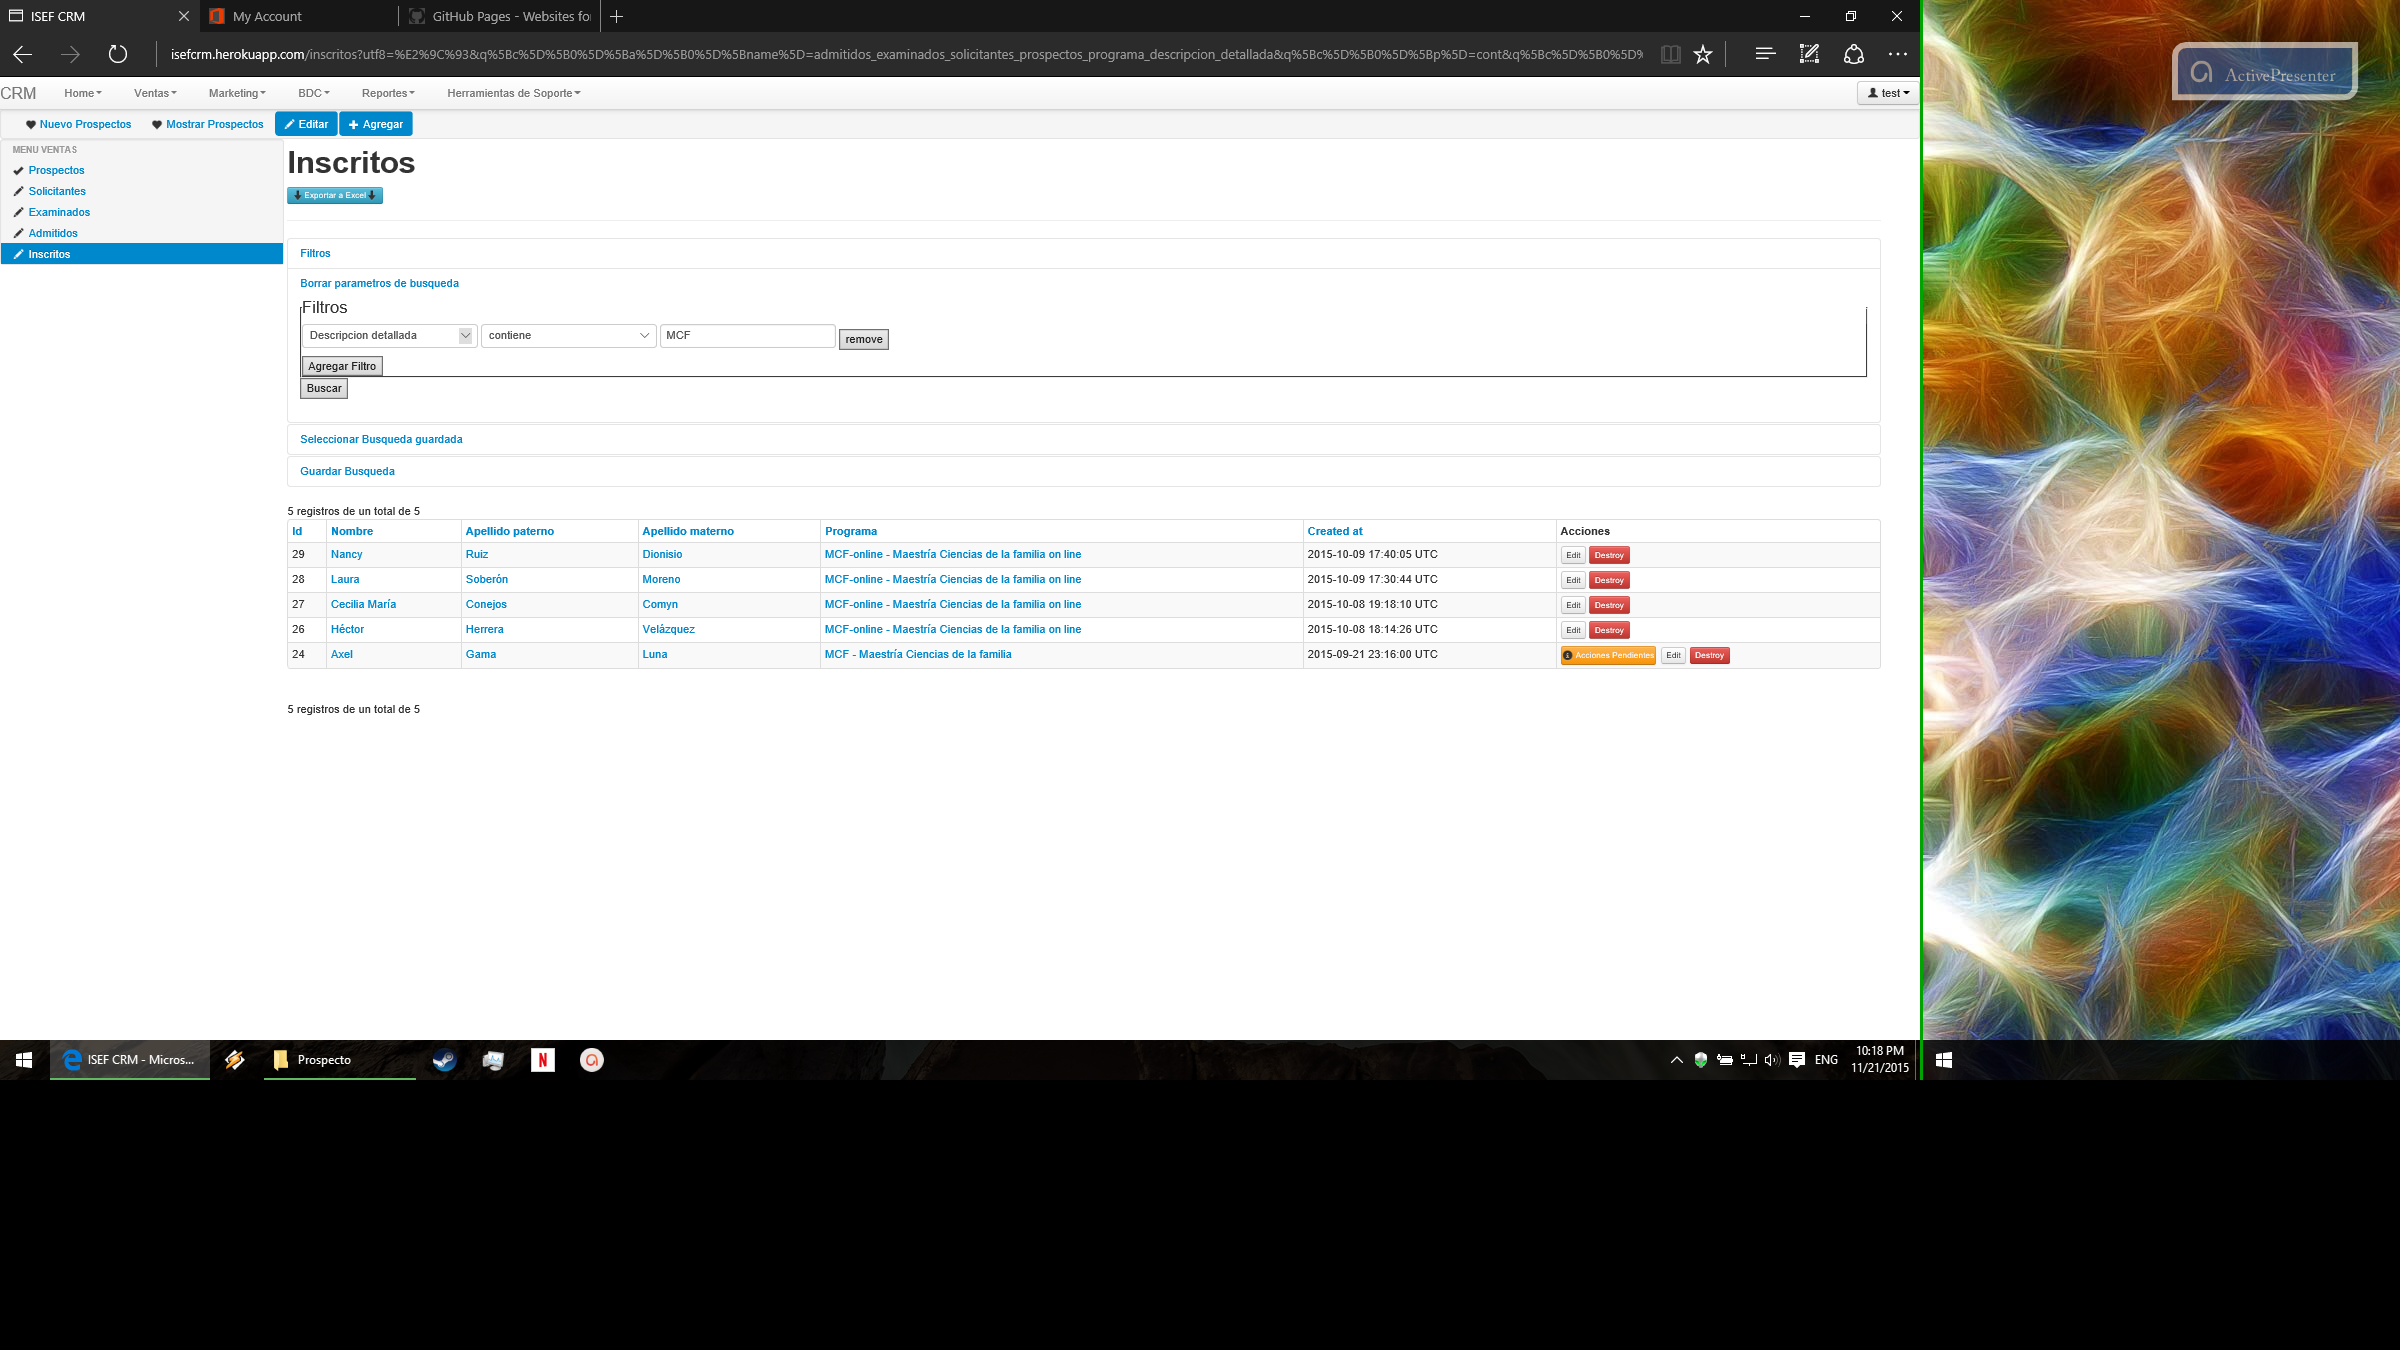 ISEF CRM
My Account
GitHub Pages - Websites fo
isefcrm.herokuapp.com/inscritos?utf8=%E2%9C%93&q%5Bc%5D%5B0%5D%5Ba%5D%5B0%5D%5Bname%5D=admitidos_examinados_solicitantes_prospectos_programa_descripcion_detallada&q%5Bc%5D%5B0%5D%5Bp%5D=cont&q%5Bc%5D%5B0%5D%
ActivePresenter
CRM
Home
Ventas
Marketing
BDC
Reportes
Herramientas de Soporte
test
Nuevo Prospectos
Mostrar Prospectos
Editar
Agregar
MENU VENTAS
Prospectos
Solicitantes
Examinados
Admitidos
Inscritos
Inscritos
Exportar a Excel
Filtros
Borrar parametros de busqueda
Filtros
Descripcion detallada contiene MCF remove
Agregar Filtro
Buscar
Seleccionar Busqueda guardada
Guardar Busqueda
5 registros de un total de 5
Id Nombre Apellido paterno Apellido materno Programa Created at Acciones
29 Nancy Ruiz Dionisio MCF-online - Maestría Ciencias de la familia on line 2015-10-09 17:40:05 UTC Edit Destroy
28 Laura Soberón Moreno MCF-online - Maestría Ciencias de la familia on line 2015-10-09 17:30:44 UTC Edit Destroy
27 Cecilia María Conejos Comyn MCF-online - Maestría Ciencias de la familia on line 2015-10-08 19:18:10 UTC Edit Destroy
26 Héctor Herrera Velázquez MCF-online - Maestría Ciencias de la familia on line 2015-10-08 18:14:26 UTC Edit Destroy
24 Axel Gama Luna MCF - Maestría Ciencias de la familia 2015-09-21 23:16:00 UTC Acciones Pendientes Edit Destroy
5 registros de un total de 5
ISEF CRM - Micros...
Prospecto
N
ENG
10:18 PM
11/21/2015